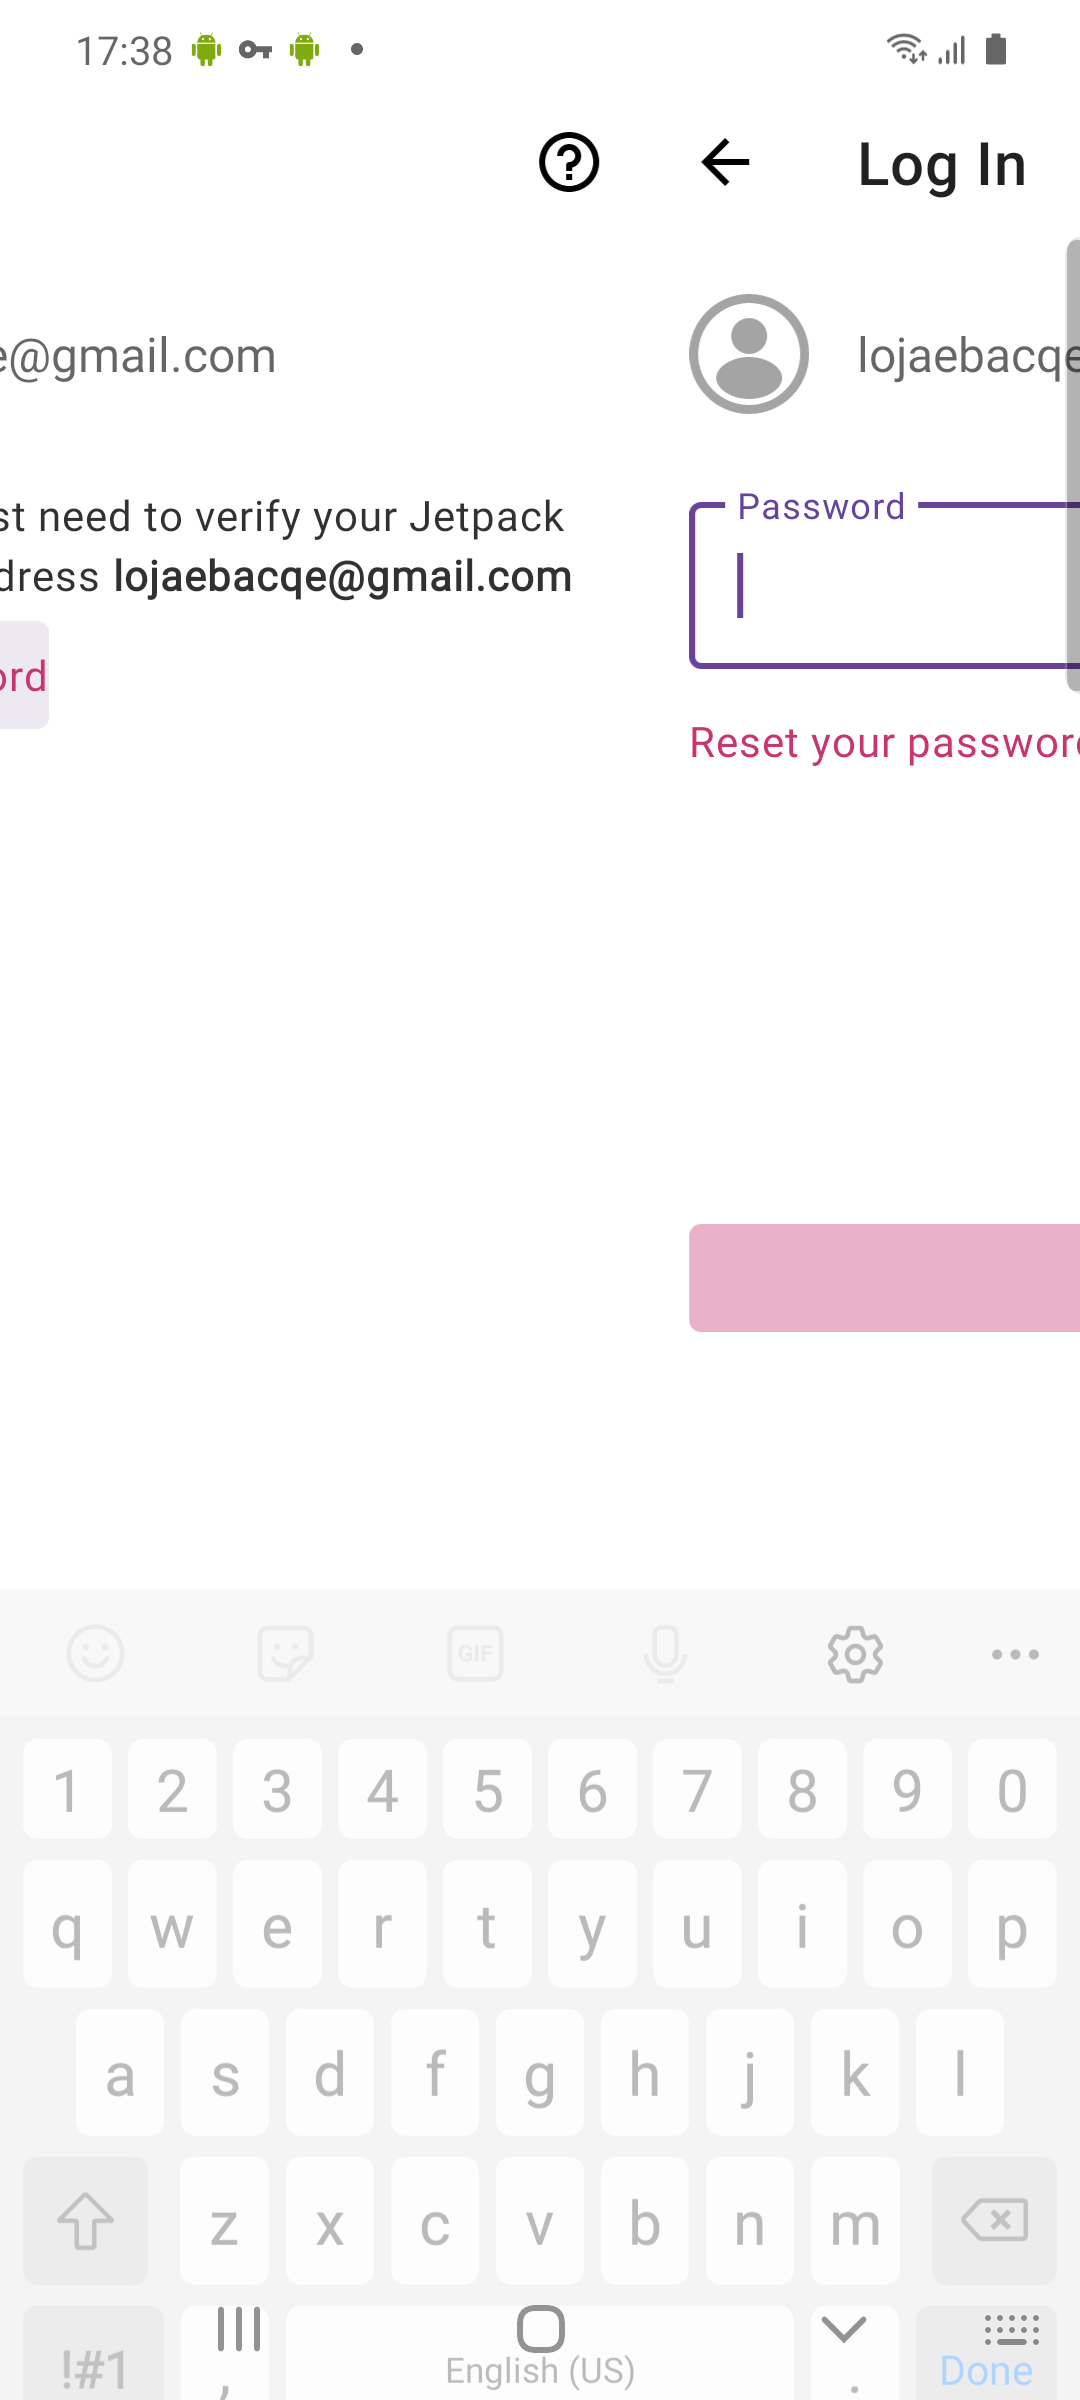 17:38
Log In
e@gmail.com
lojaebacqe
st need to verify your Jetpack
dress lojaebacqe@gmail.com
ord
Password
Reset your password
GIF
1 2 3 4 5 6 7 8 9 0
q w e r t y u i o p
a s d f g h j k l
z x c v b n m
!#1 , English (US) . Done